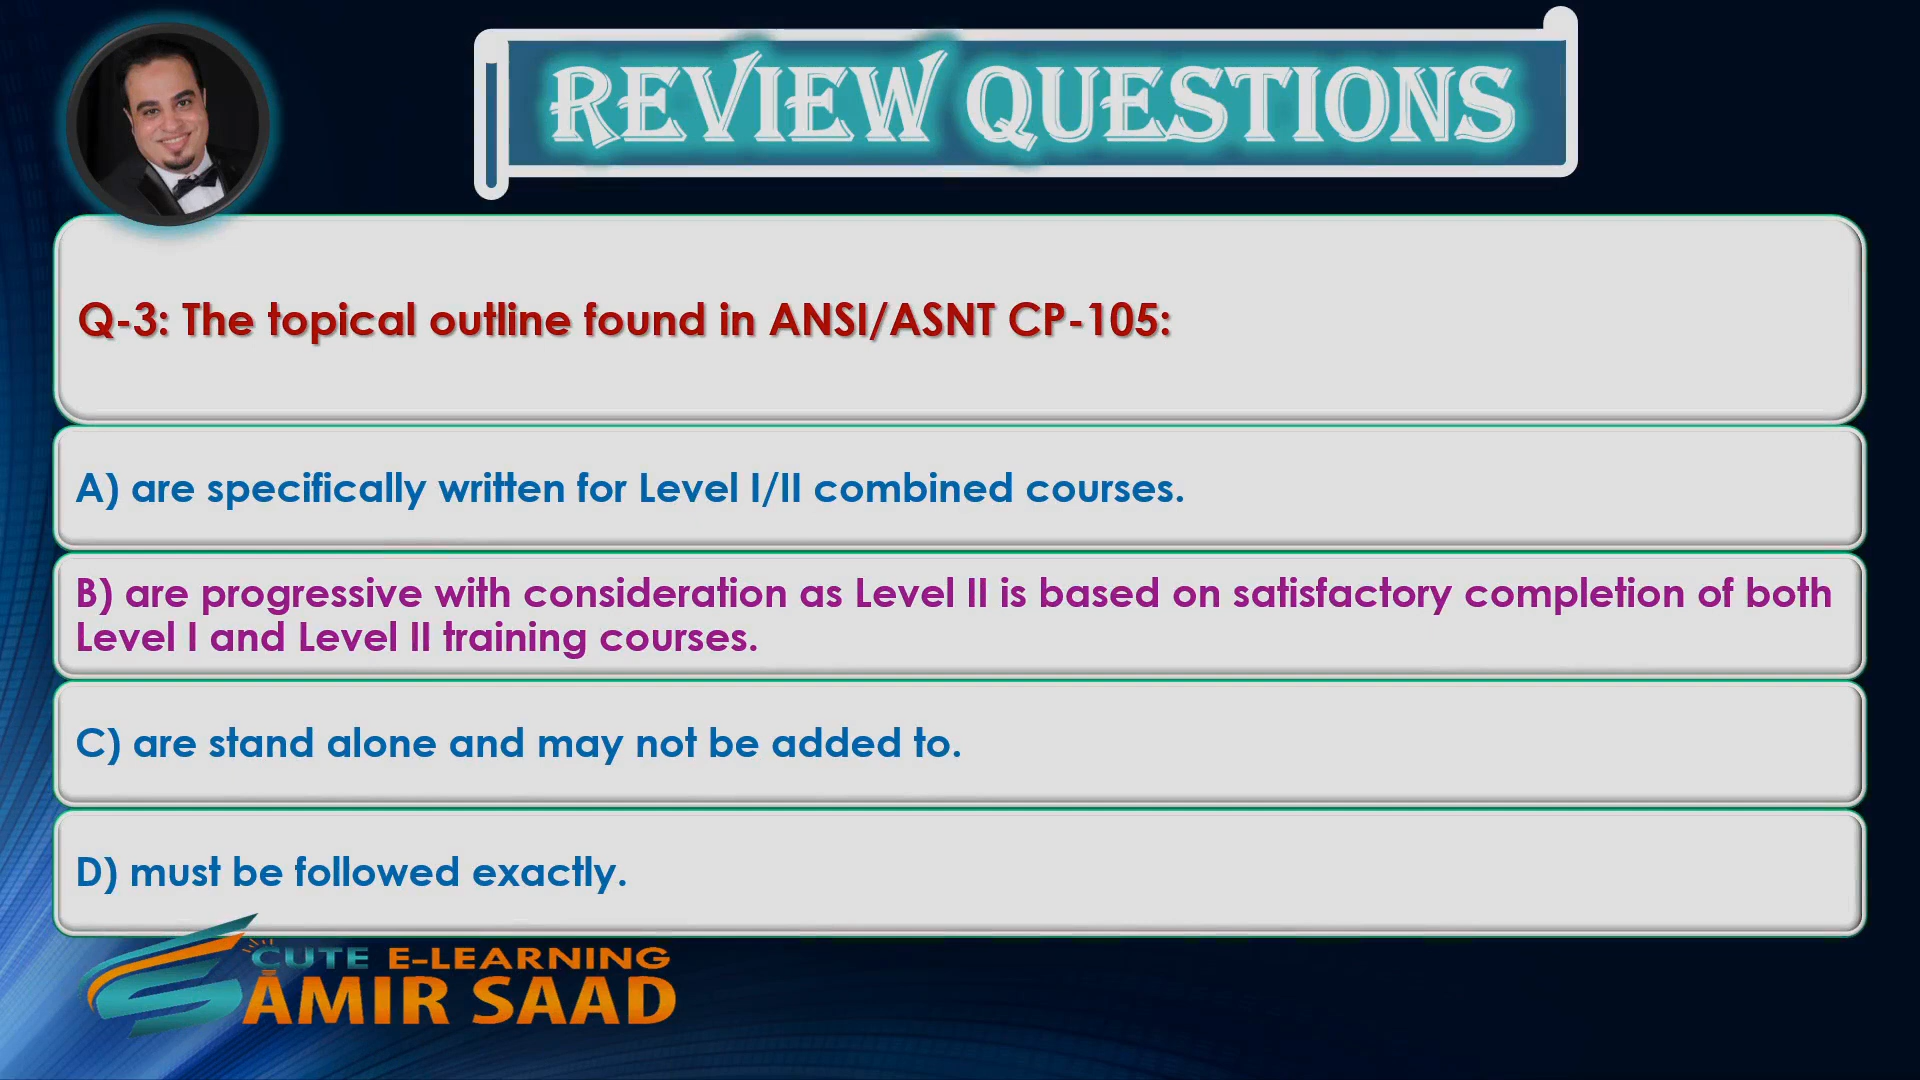 REVIEW QUESTIONS
Q-3: The topical outline found in ANSI/ASNT CP-105:
A) are specifically written for Level I/II combined courses.
B) are progressive with consideration as Level II is based on satisfactory completion of both
Level I and Level II training courses.
C) are stand alone and may not be added to.
D) must be followed exactly.
CUTE E-LEARNING
AMIR SAAD